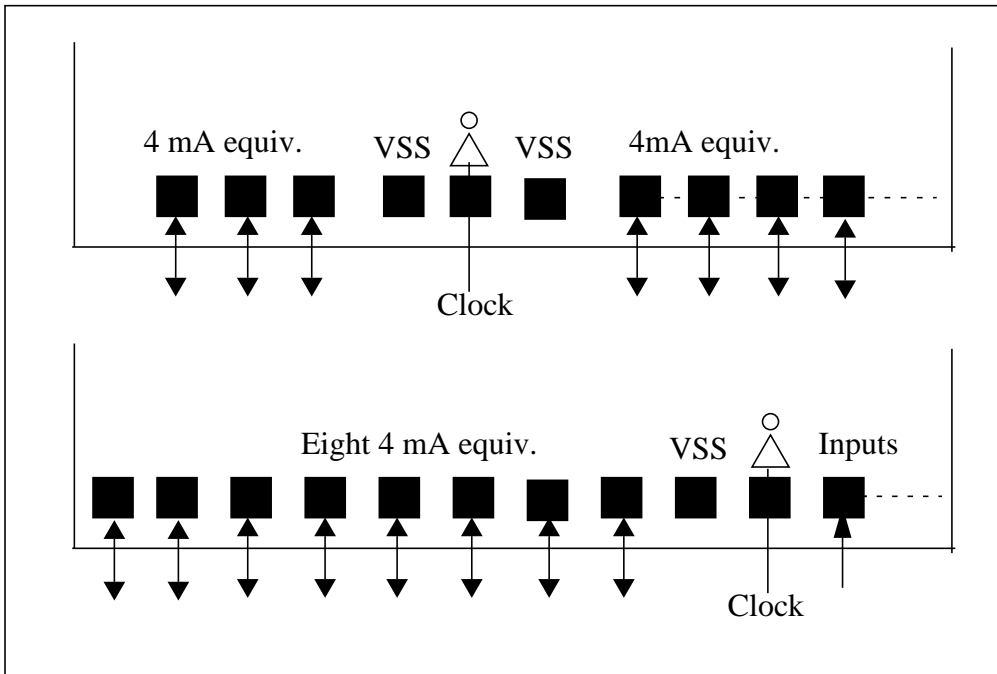 4 mA equiv. VSS VSS 4mA equiv.
Clock
Eight 4 mA equiv. VSS Inputs
Clock